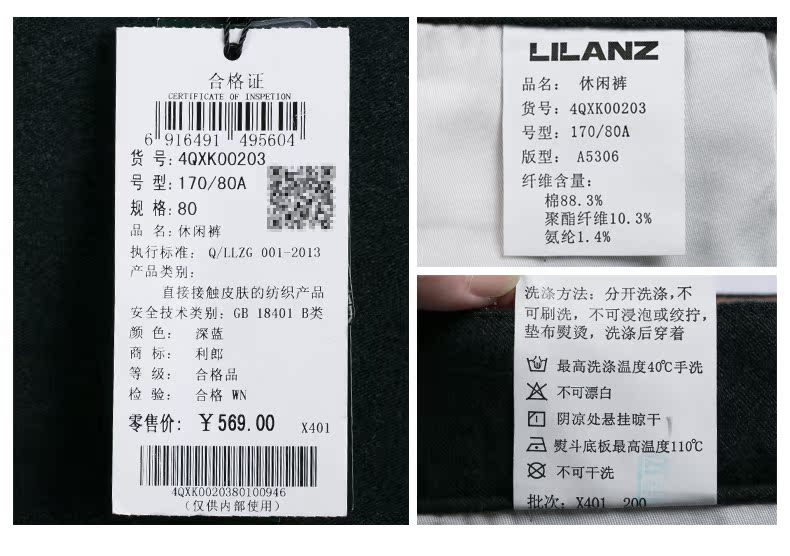 合格证
CERTIFICATE OF INSPETION
6 916491 495604
货 号: 4QXK00203
号 型: 170/80A
规 格: 80
品 名: 休闲裤
执行标准: Q/LLZG 001-2013
产品类别:
直接接触皮肤的纺织产品
安全技术类别: GB 18401 B类
颜 色: 深蓝
商 标: 利郎
等 级: 合格品
检 验: 合格 WN
零售价: ￥569.00 X401
4QXK0020380100946
(仅供内部使用)
LILANZ
品名: 休闲裤
货号: 4QXK00203
号型: 170/80A
版型: A5306
纤维含量:
棉88.3%
聚酯纤维10.3%
氨纶1.4%
洗涤方法: 分开洗涤,不
可刷洗, 不可浸泡或绞拧,
垫布熨烫, 洗涤后穿着
最高洗涤温度40℃手洗
不可漂白
阴凉处悬挂晾干
熨斗底板最高温度110℃
不可干洗
批次: X401 200